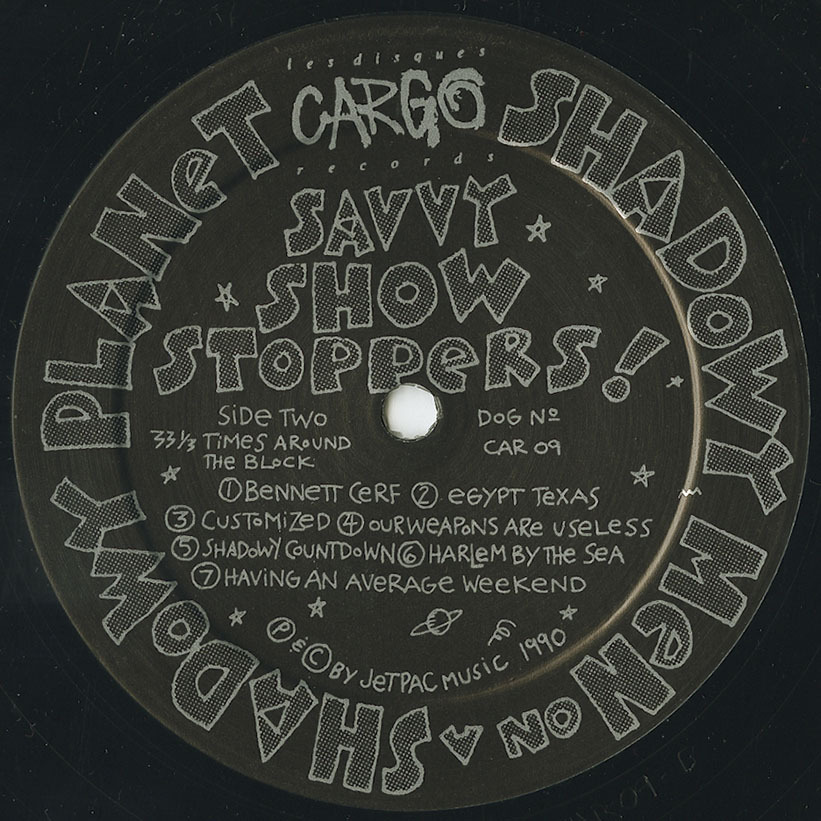 les disques
CARGO
records
SHADOWY MEN ON A SHADOWY PLANET
SAVVY
SHOW
STOPPERS!
SIDE TWO
33 1/3 TIMES AROUND
THE BLOCK
DOG Nº
CAR 09
① BENNETT CERF ② EGYPT TEXAS
③ CUSTOMIZED ④ OUR WEAPONS ARE USELESS
⑤ SHADOWY COUNTDOWN ⑥ HARLEM BY THE SEA
⑦ HAVING AN AVERAGE WEEKEND
Ⓟ & Ⓒ BY JETPAC MUSIC 1990